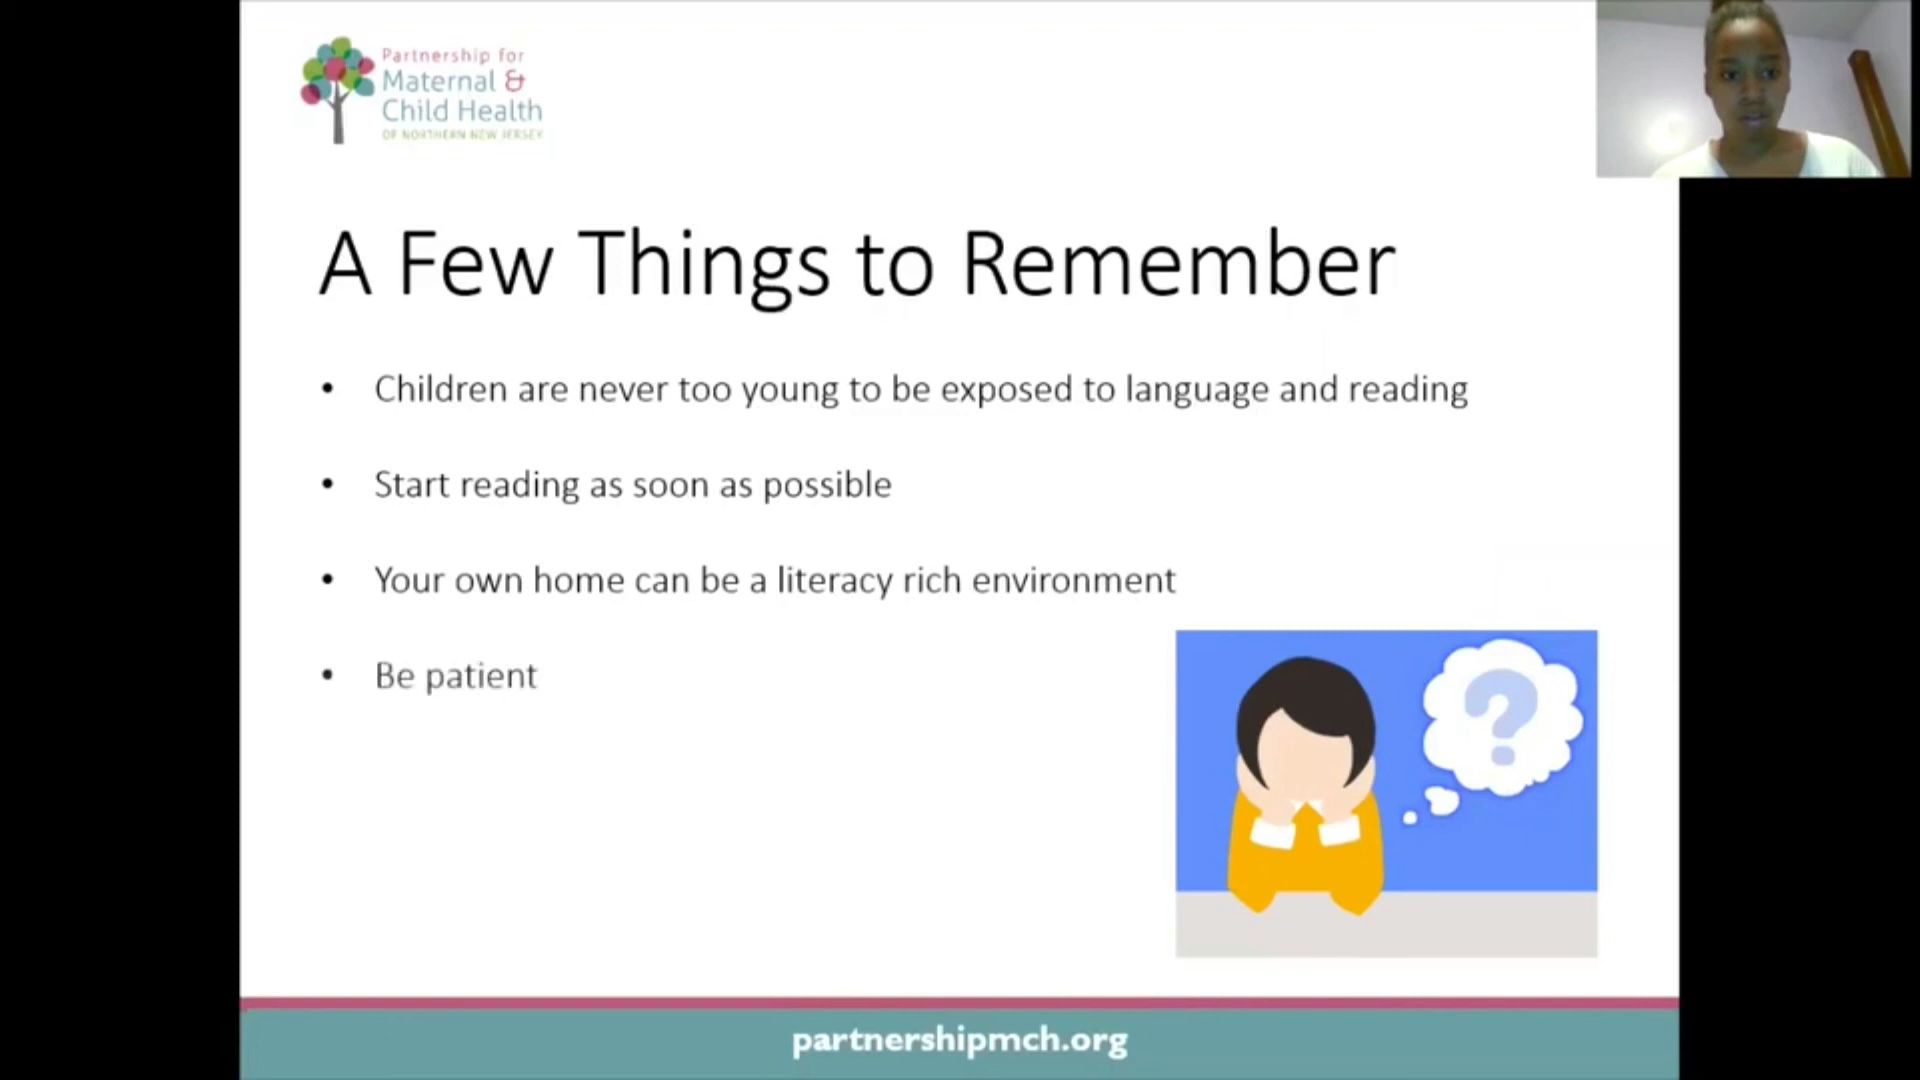 Partnership for
Maternal &
Child Health
OF NORTHERN NEW JERSEY
A Few Things to Remember
• Children are never too young to be exposed to language and reading
• Start reading as soon as possible
• Your own home can be a literacy rich environment
• Be patient
?
partnershipmch.org